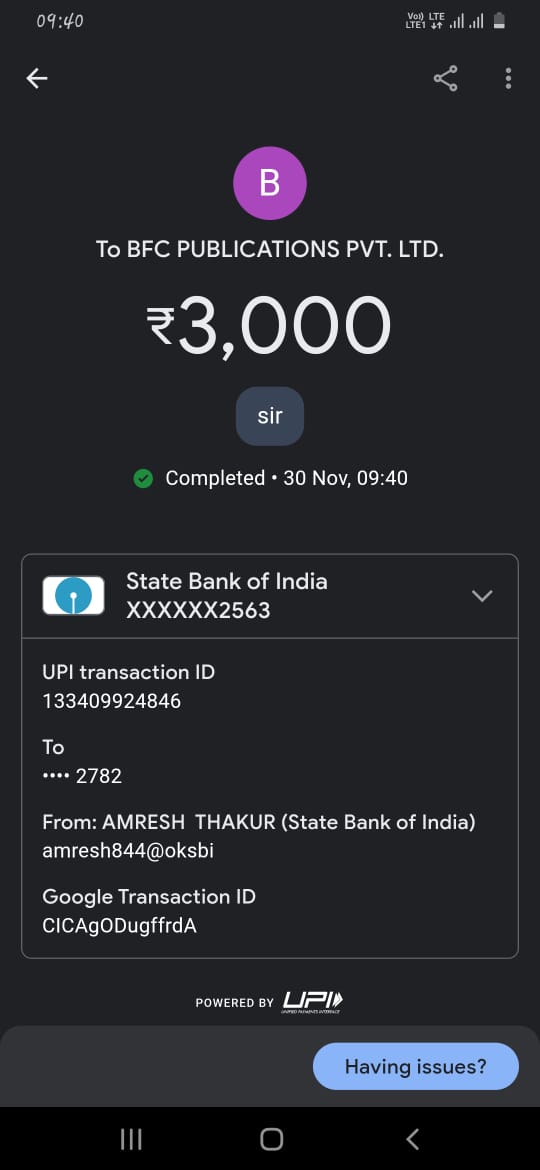 09:40
Vo) LTE
LTE1
B
To BFC PUBLICATIONS PVT. LTD.
₹3,000
sir
Completed • 30 Nov, 09:40
State Bank of India
XXXXXX2563
UPI transaction ID
133409924846
To
•••• 2782
From: AMRESH THAKUR (State Bank of India)
amresh844@oksbi
Google Transaction ID
CICAgODugffrdA
POWERED BY UPI
UNIFIED PAYMENTS INTERFACE
Having issues?